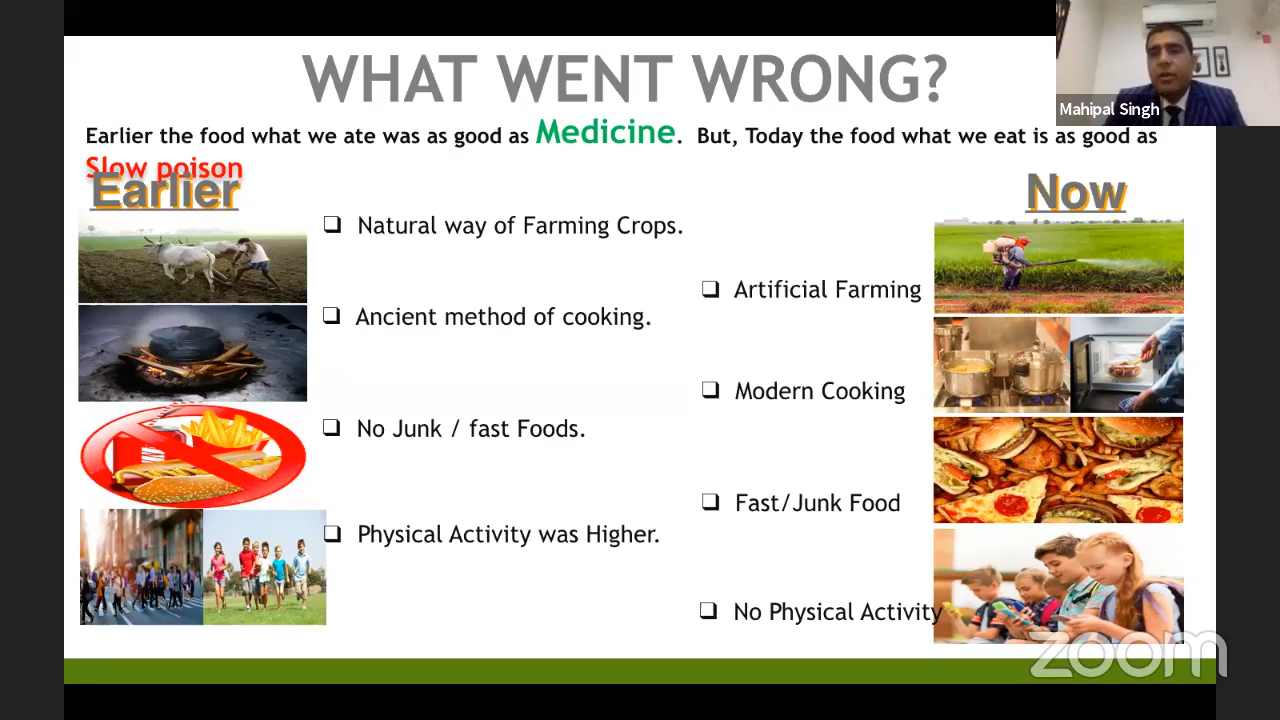 WHAT WENT WRONG?
Mahipal Singh
Earlier the food what we ate was as good as Medicine. But, Today the food what we eat is as good as
Slow poison
Earlier
Now
❑ Natural way of Farming Crops.
❑ Artificial Farming
❑ Ancient method of cooking.
❑ Modern Cooking
❑ No Junk / fast Foods.
❑ Fast/Junk Food
❑ Physical Activity was Higher.
❑ No Physical Activity
zoom